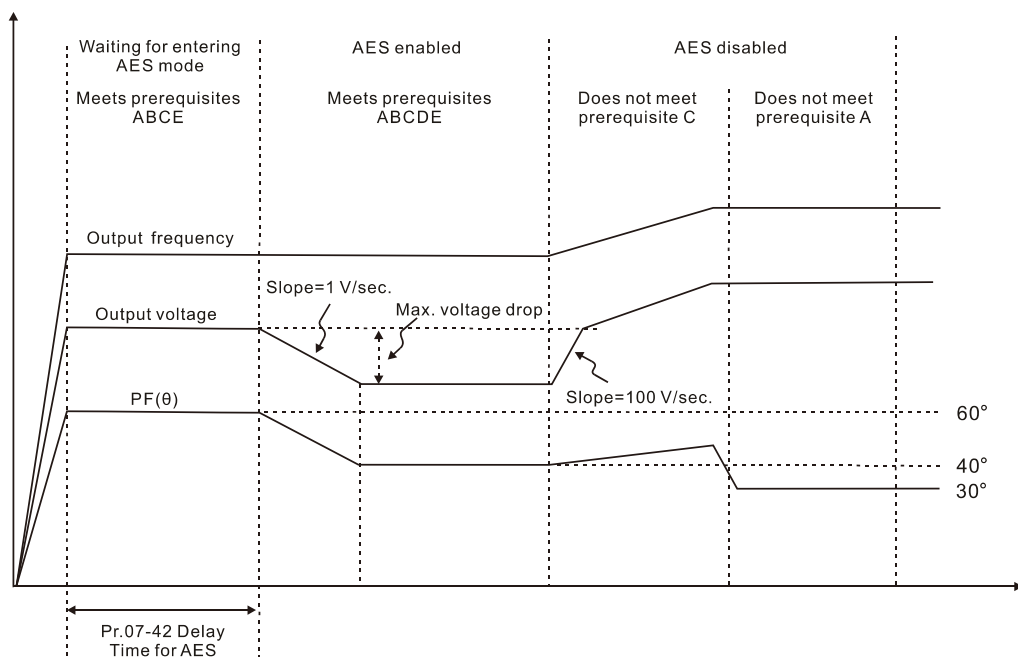 Waiting for entering
AES mode
AES enabled
AES disabled
Meets prerequisites
ABCE
Meets prerequisites
ABCDE
Does not meet
prerequisite C
Does not meet
prerequisite A
Output frequency
Slope=1 V/sec.
Output voltage
Max. voltage drop
PF(θ)
Slope=100 V/sec.
60°
40°
30°
Pr.07-42 Delay
Time for AES